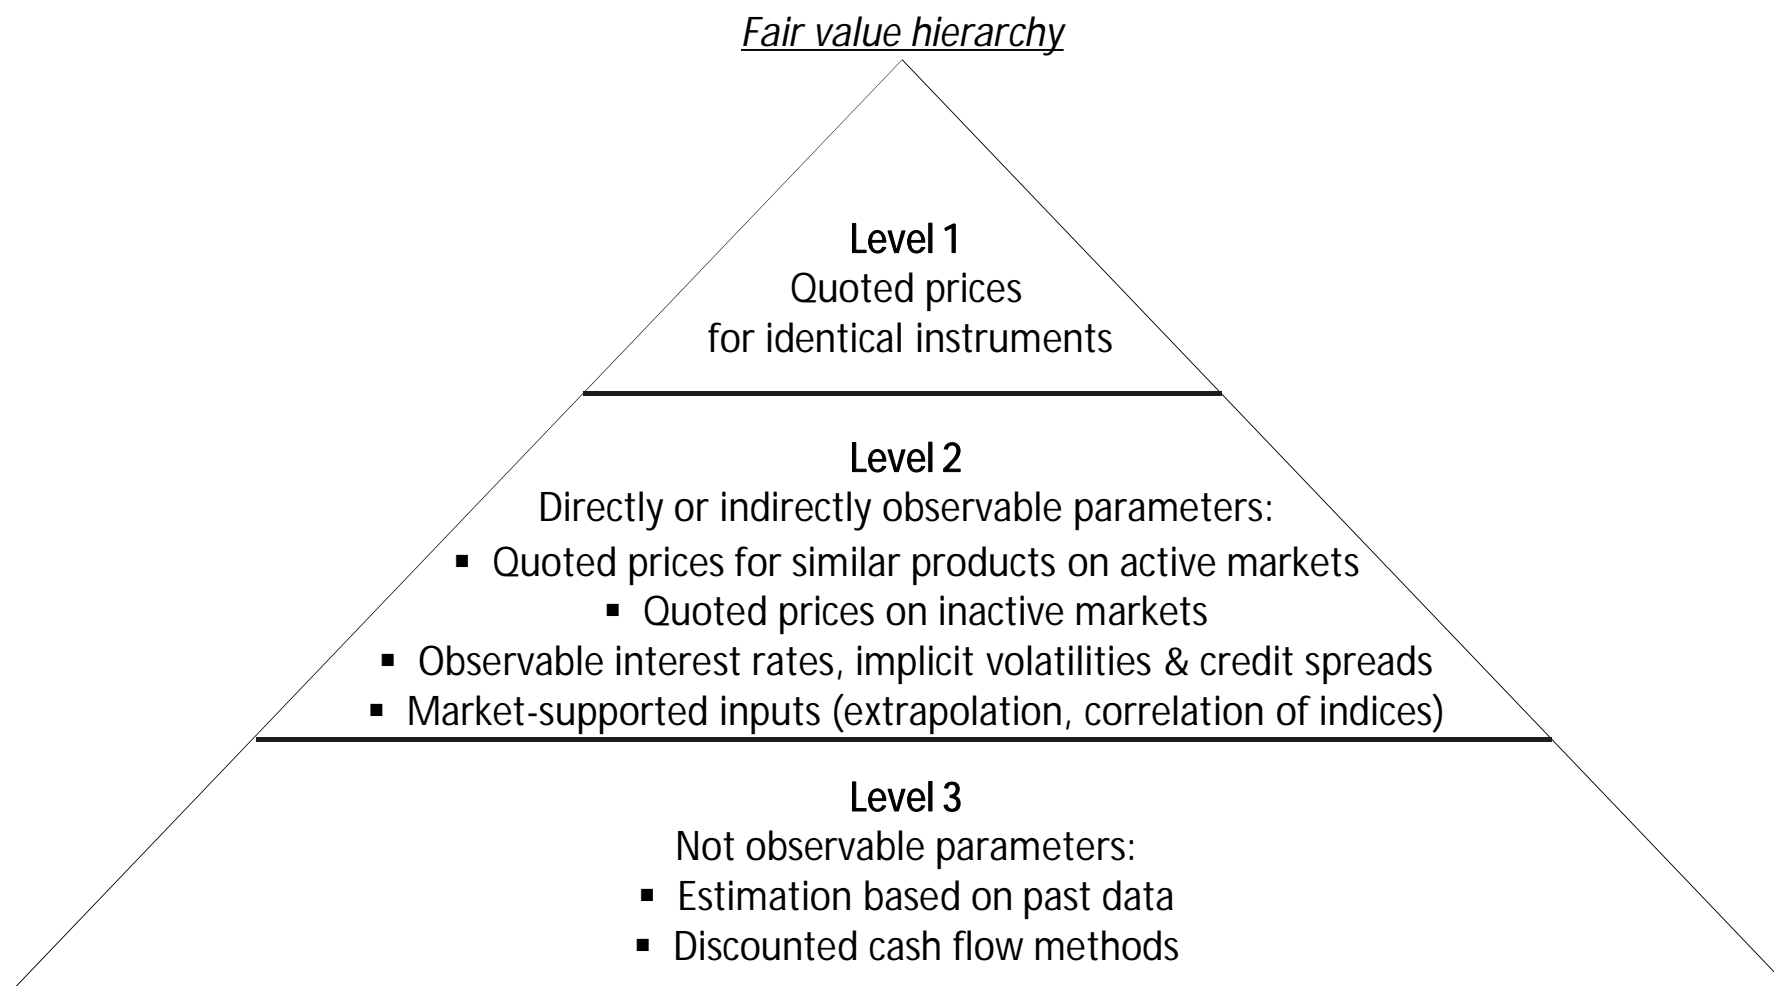 Fair value hierarchy
Level 1
Quoted prices
for identical instruments
Level 2
Directly or indirectly observable parameters:
▪ Quoted prices for similar products on active markets
▪ Quoted prices on inactive markets
▪ Observable interest rates, implicit volatilities & credit spreads
▪ Market-supported inputs (extrapolation, correlation of indices)
Level 3
Not observable parameters:
▪ Estimation based on past data
▪ Discounted cash flow methods